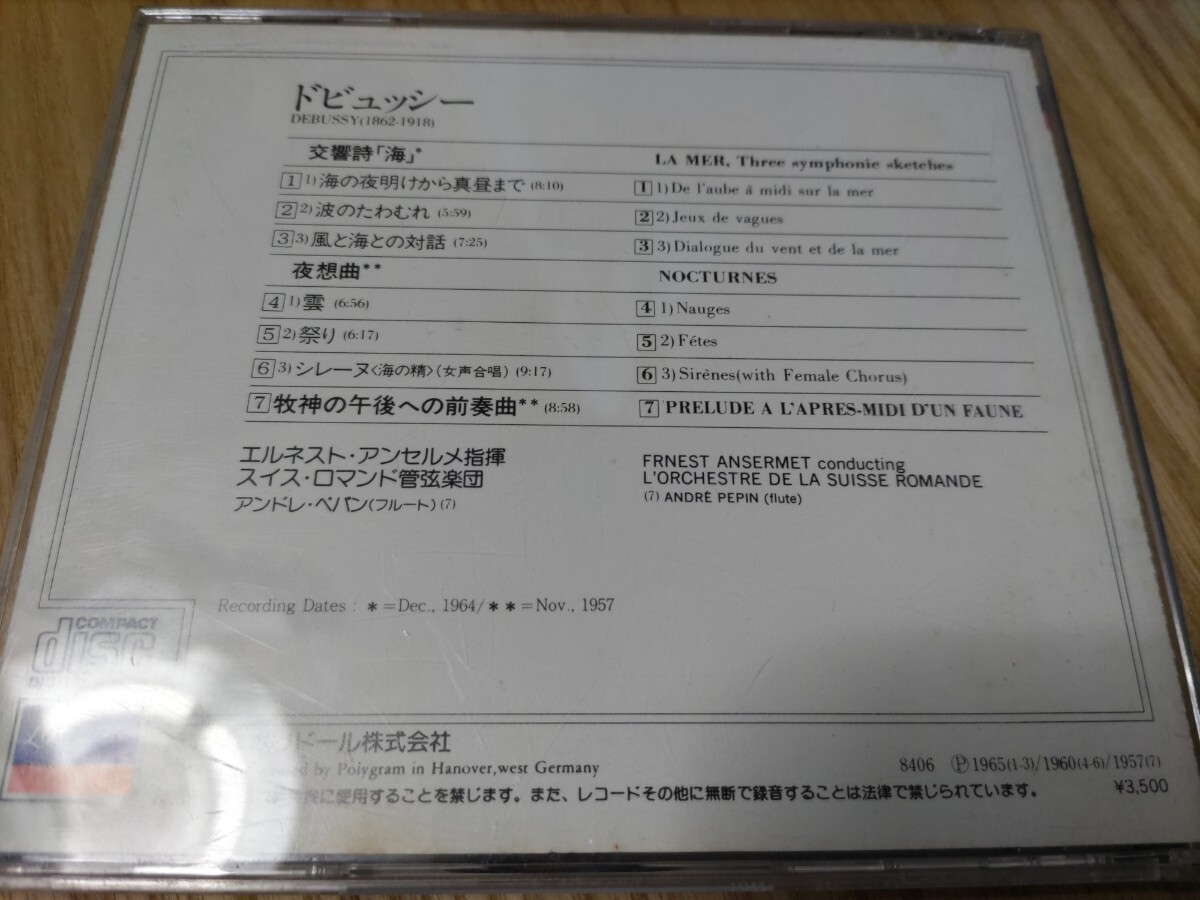 ドビュッシー
DEBUSSY(1862-1918)
交響詩「海」*
LA MER, Three symphonic sketches
1 1)海の夜明けから真昼まで (8:10)
1 1)De l'aube á midi sur la mer
2 2)波のたわむれ (5:59)
2 2)Jeux de vagues
3 3)風と海との対話 (7:25)
3 3)Dialogue du vent et de la mer
夜想曲**
NOCTURNES
4 1)雲 (6:56)
4 1)Nauges
5 2)祭り (6:17)
5 2)Fétes
6 3)シレーヌ〈海の精〉(女声合唱) (9:17)
6 3)Sirènes(with Female Chorus)
7 牧神の午後への前奏曲** (8:58)
7 PRELUDE A L'APRES-MIDI D'UN FAUNE
エルネスト・アンセルメ指揮
スイス・ロマンド管弦楽団
アンドレ・ペパン(フルート) (7)
FRNEST ANSERMET conducting
L'ORCHESTRE DE LA SUISSE ROMANDE
(7) ANDRÈ PEPIN (flute)
Recording Dates : *=Dec., 1964/**=Nov., 1957
COMPACT
disc
ドール株式会社
by Polygram in Hanover,west Germany
8406 Ⓟ1965(1-3)/1960(4-6)/1957(7)
¥3,500
に使用することを禁じます。また、レコードその他に無断で録音することは法律で禁じられています。